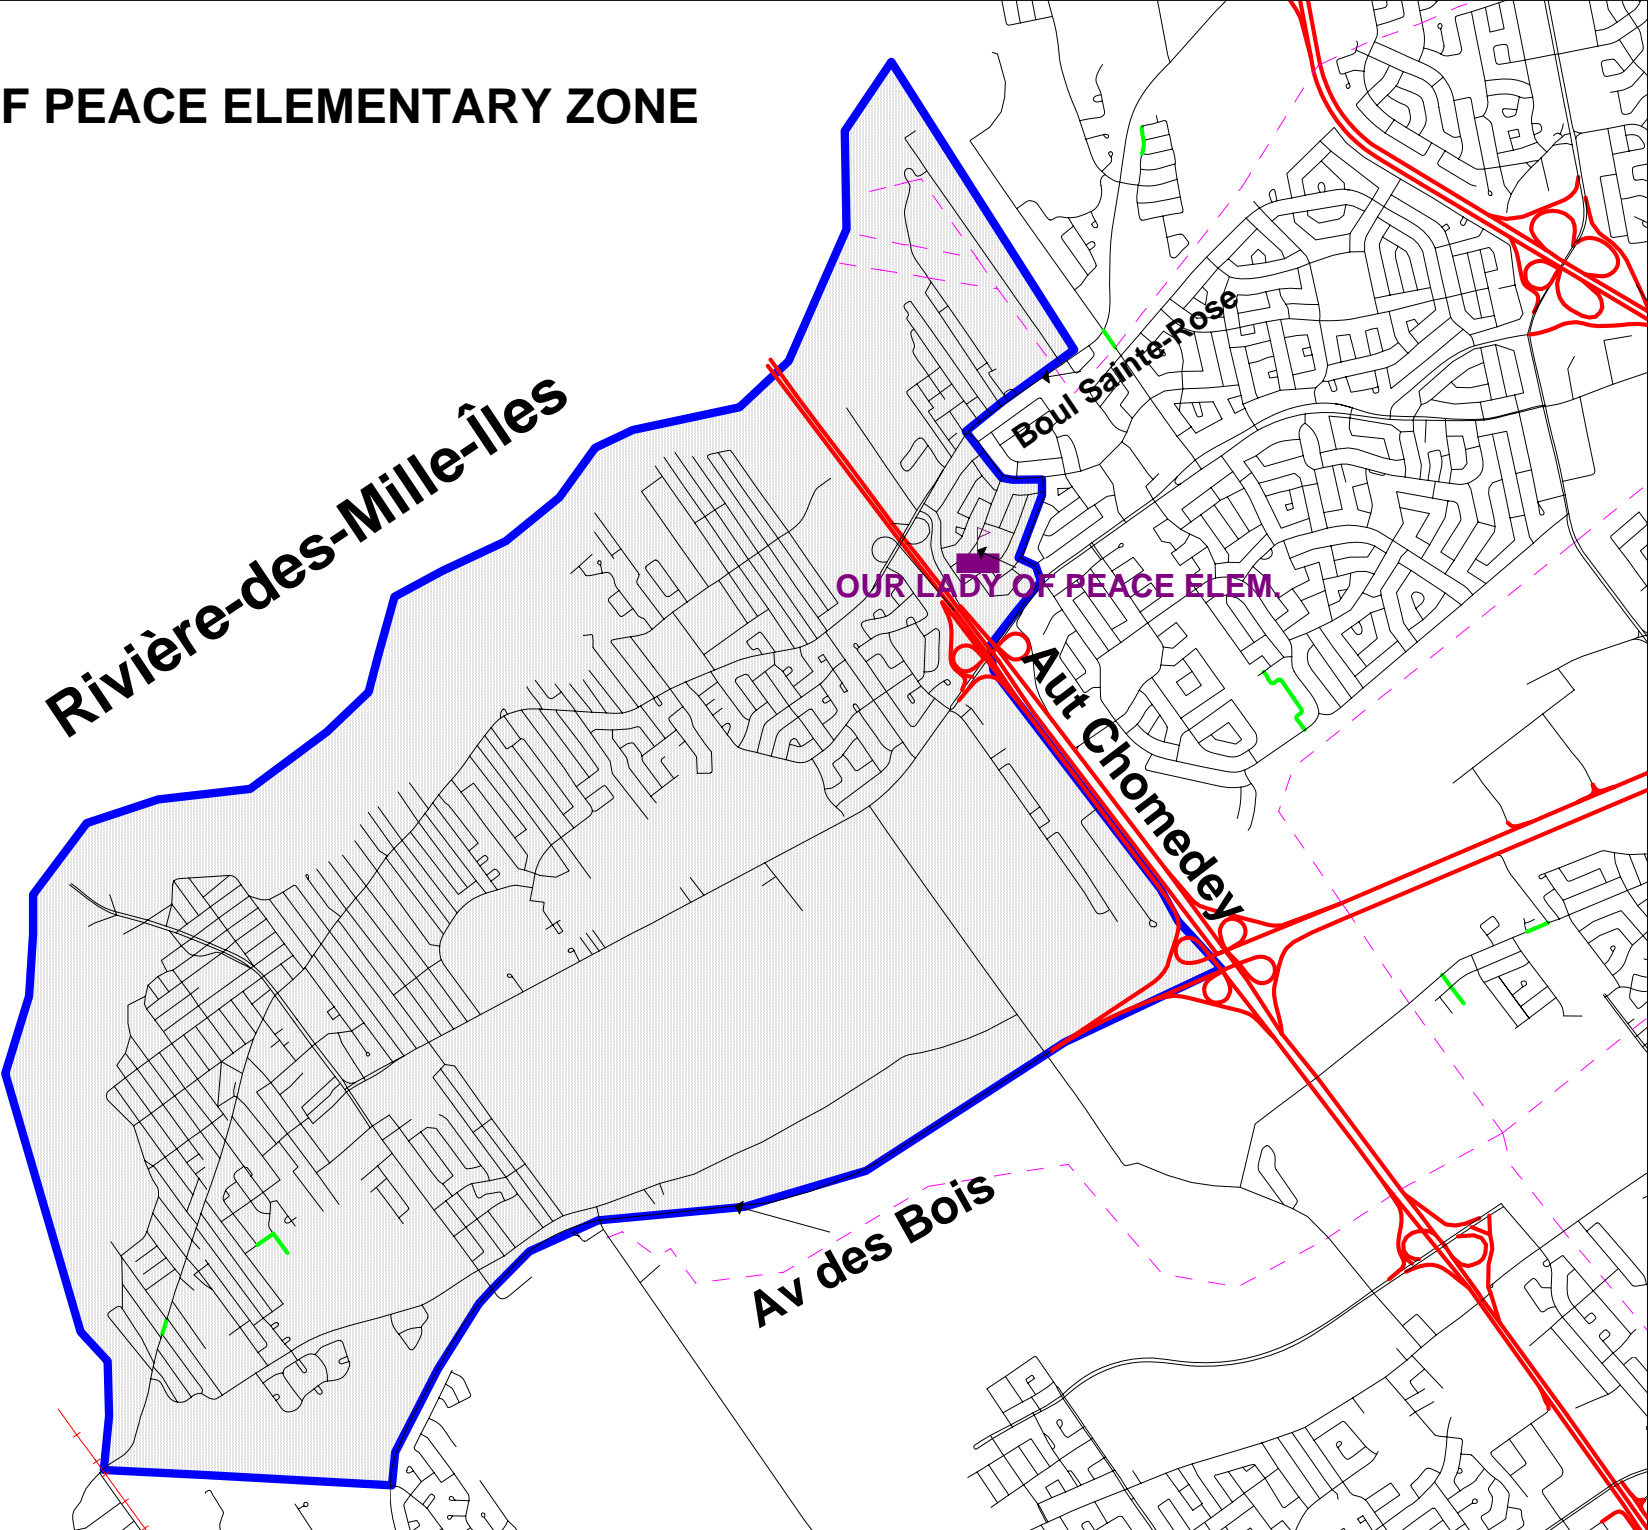 F PEACE ELEMENTARY ZONE
Boul Sainte-Rose
Rivière-des-Mille-Îles
OUR LADY OF PEACE ELEM.
Aut Chomedey
Av des Bois